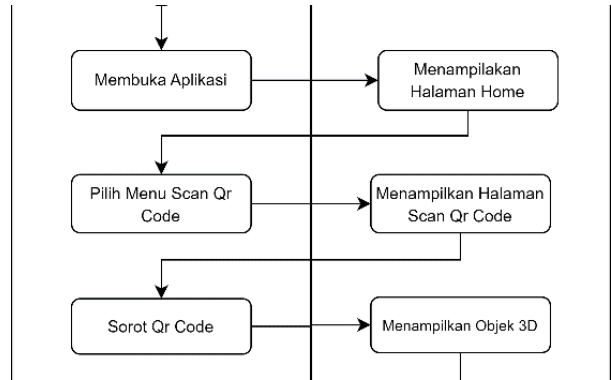 Membuka Aplikasi
Menampilakan
Halaman Home
Pilih Menu Scan Qr
Code
Menampilkan Halaman
Scan Qr Code
Sorot Qr Code
Menampilkan Objek 3D